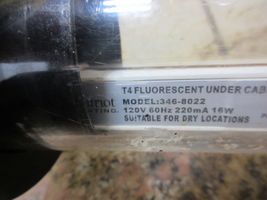 T4 FLUORESCENT UNDER CAB
MODEL:346-8022
120V 60Hz 220mA 16W
SUITABLE FOR DRY LOCATIONS